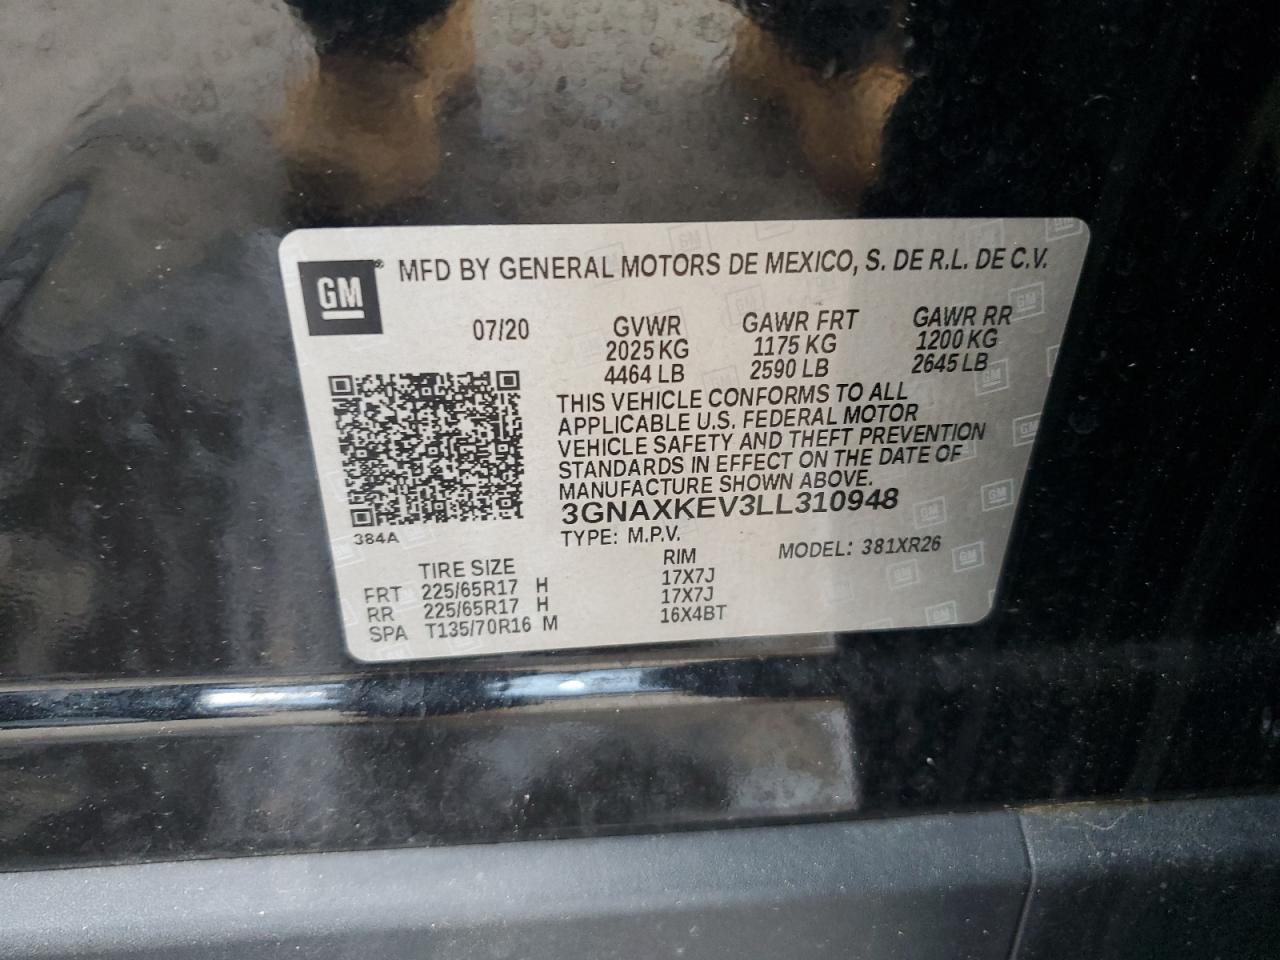 GM® MFD BY GENERAL MOTORS DE MEXICO, S. DE R.L. DE C.V.
07/20 GVWR GAWR FRT GAWR RR
2025 KG 1175 KG 1200 KG
4464 LB 2590 LB 2645 LB
THIS VEHICLE CONFORMS TO ALL
APPLICABLE U.S. FEDERAL MOTOR
VEHICLE SAFETY AND THEFT PREVENTION
STANDARDS IN EFFECT ON THE DATE OF
MANUFACTURE SHOWN ABOVE.
3GNAXKEV3LL310948
384A TYPE: M.P.V. MODEL: 381XR26
TIRE SIZE RIM
FRT 225/65R17 H 17X7J
RR 225/65R17 H 17X7J
SPA T135/70R16 M 16X4BT